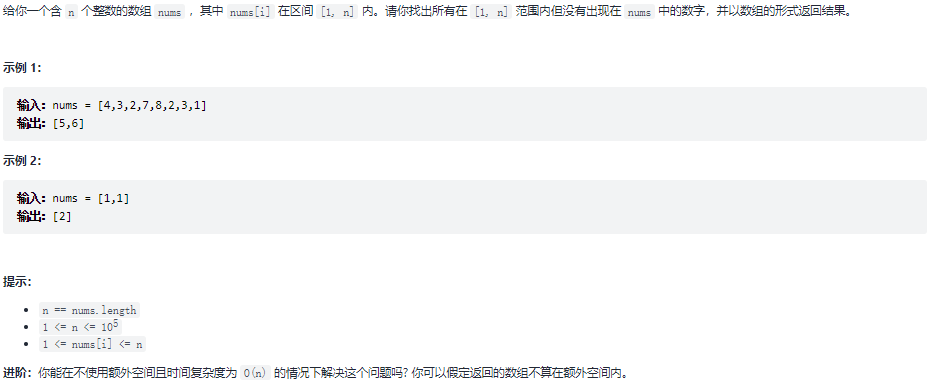 给你一个含 n 个整数的数组 nums ，其中 nums[i] 在区间 [1, n] 内。请你找出所有在 [1, n] 范围内但没有出现在 nums 中的数字，并以数组的形式返回结果。
示例 1：
输入：nums = [4,3,2,7,8,2,3,1]
输出：[5,6]
示例 2：
输入：nums = [1,1]
输出：[2]
提示：
n == nums.length
1 <= n <= 10⁵
1 <= nums[i] <= n
进阶：你能在不使用额外空间且时间复杂度为 O(n) 的情况下解决这个问题吗? 你可以假定返回的数组不算在额外空间内。